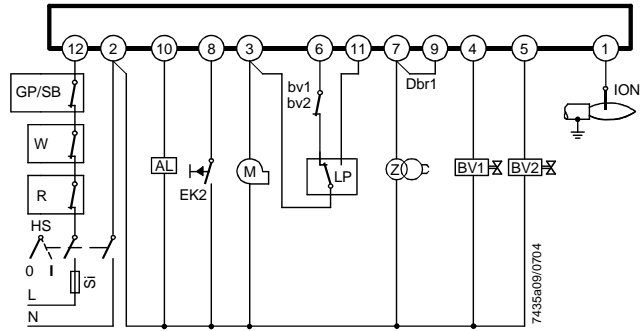 12 2 10 8 3 6 11 7 9 4 5 1
GP/SB
bv1
bv2
Dbr1
ION
W
AL
EK2
M
LP
Z
BV1
BV2
R
HS
0 I
Si
L
N
7435a09/0704